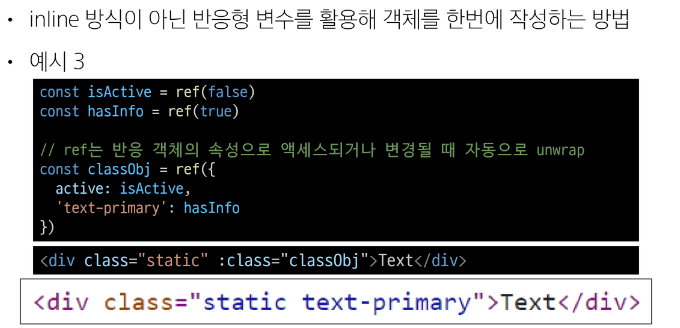 • inline 방식이 아닌 반응형 변수를 활용해 객체를 한번에 작성하는 방법
• 예시 3
const isActive = ref(false)
const hasInfo = ref(true)
// ref는 반응 객체의 속성으로 액세스되거나 변경될 때 자동으로 unwrap
const classObj = ref({
  active: isActive,
  'text-primary': hasInfo
})
<div class="static" :class="classObj">Text</div>
<div class="static text-primary">Text</div>